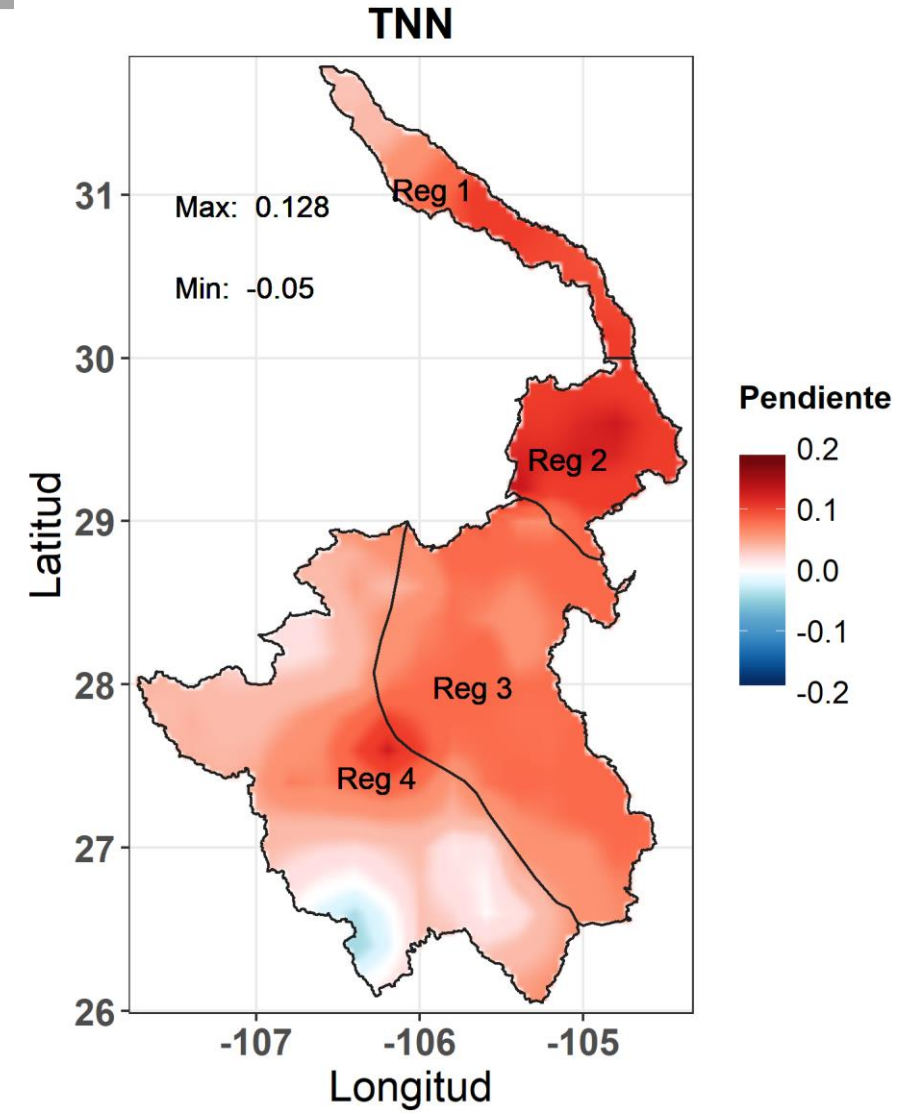 TNN
31
Reg 1
Max: 0.128
Min: -0.05
30
Pendiente
0.2
Reg 2
0.1
29
0.0
-0.1
28
Reg 3
-0.2
Reg 4
27
26
-107
-106
-105
Latitud
Longitud